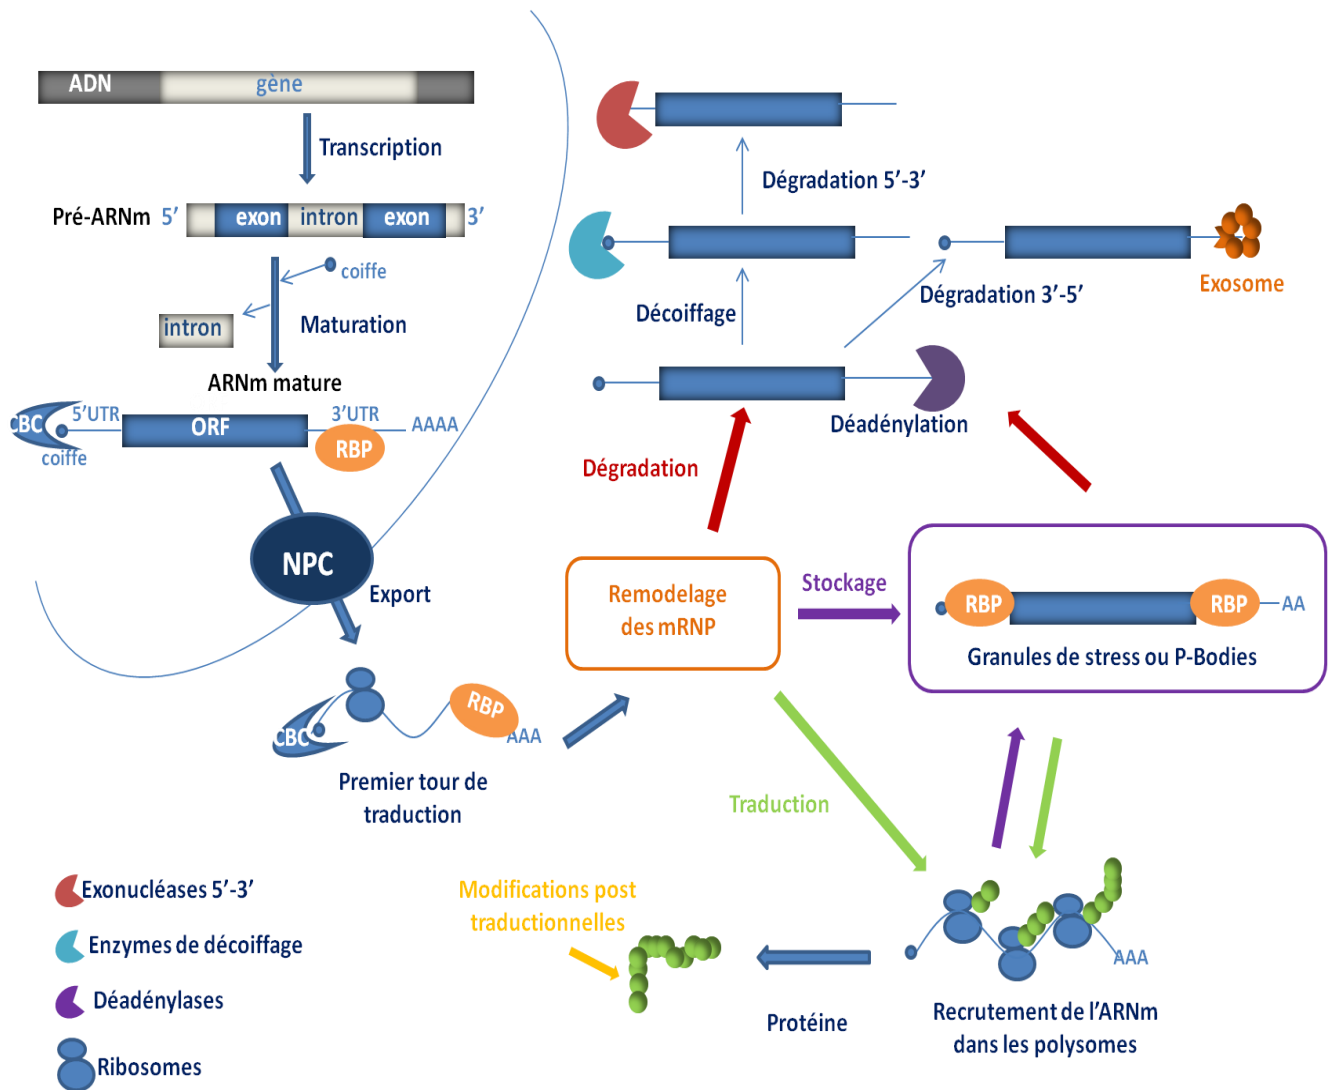 ADN
gène
Transcription
Pré-ARNm 5’ exon intron exon 3’
coiffe
intron
Maturation
ARNm mature
CBC
5’UTR
ORF
3’UTR
AAAA
RBP
coiffe
NPC
Export
CBC
RBP
AAA
Premier tour de
traduction
Dégradation 5’-3’
Décoiffage
Dégradation 3’-5’
Exosome
Déadénylation
Dégradation
Remodelage
des mRNP
Stockage
RBP
RBP
AA
Granules de stress ou P-Bodies
Traduction
AAA
Recrutement de l’ARNm
dans les polysomes
Protéine
Modifications post
traductionnelles
Exonucléases 5’-3’
Enzymes de décoiffage
Déadénylases
Ribosomes